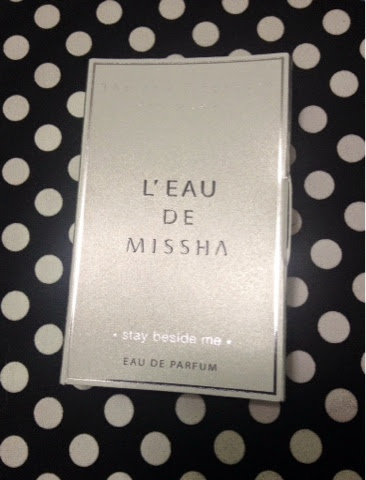 L'EAU
DE
MISSHA
• stay beside me •
EAU DE PARFUM